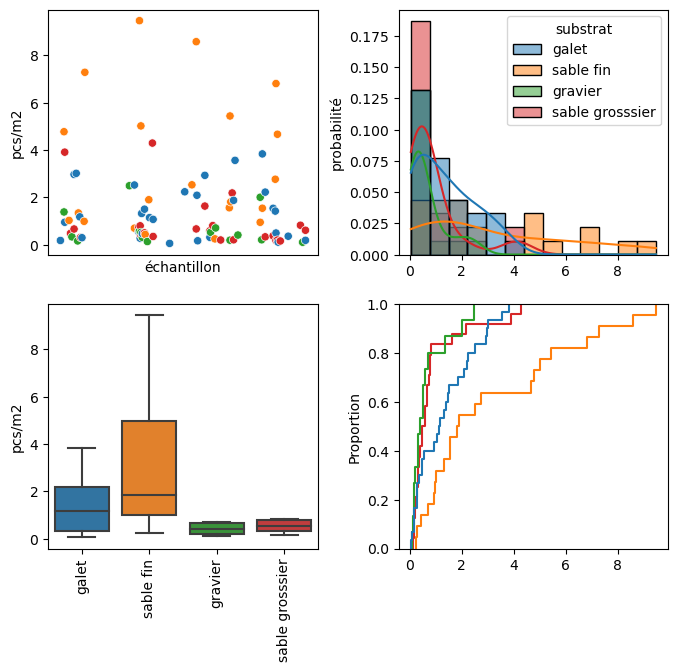 pcs/m2
8
6
4
2
0
échantillon
probabilité
0.175
0.150
0.125
0.100
0.075
0.050
0.025
0.000
0 2 4 6 8
substrat
galet
sable fin
gravier
sable grosssier
pcs/m2
8
6
4
2
0
galet
sable fin
gravier
sable grosssier
Proportion
1.0
0.8
0.6
0.4
0.2
0.0
0 2 4 6 8